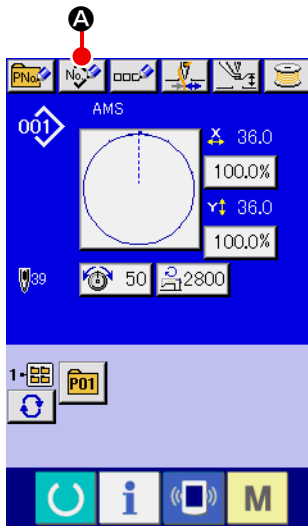 A
PNo. No.
001 AMS
X 36.0
100.0%
Y 36.0
100.0%
39 50 2800
1 P01
i M